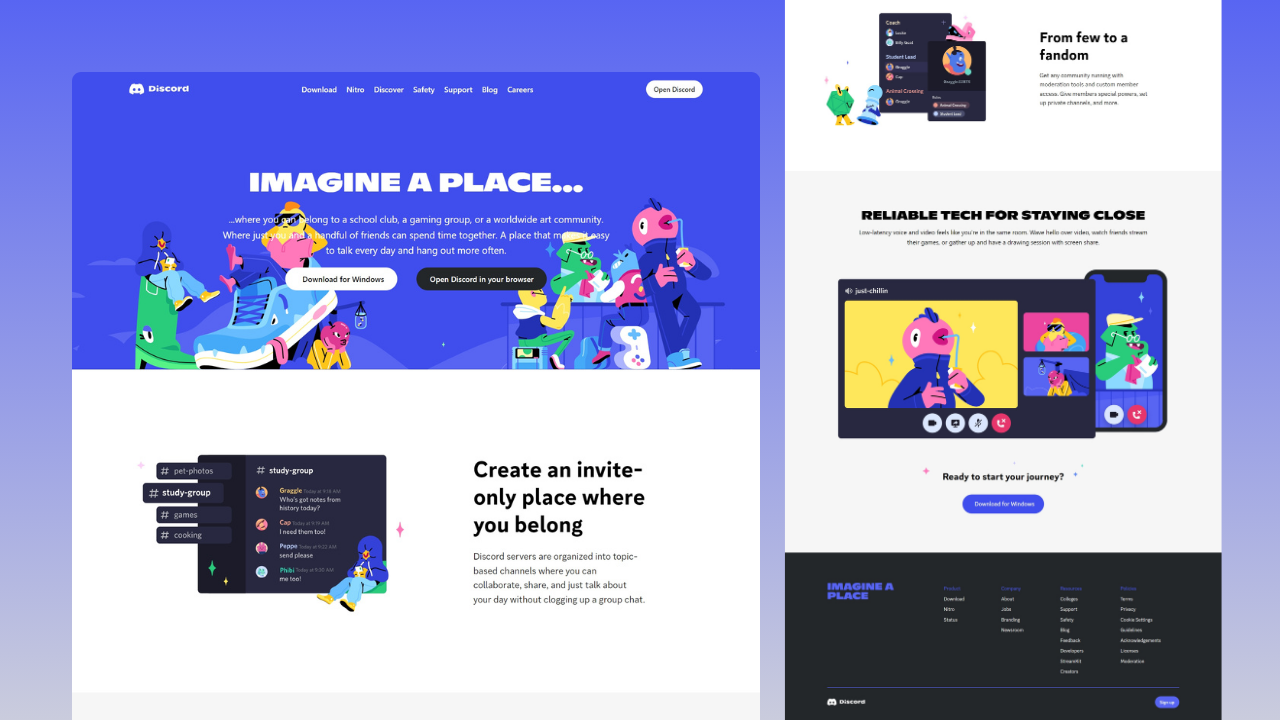 Discord
Download Nitro Discover Safety Support Blog Careers
Open Discord
IMAGINE A PLACE...
...where you can belong to a school club, a gaming group, or a worldwide art community.
Where just you and a handful of friends can spend time together. A place that makes it easy
to talk every day and hang out more often.
Download for Windows
Open Discord in your browser
# pet-photos
# study-group
# games
# cooking
# study-group
Graggle Today at 9:18 AM
Who's got notes from
history today?
Cap Today at 9:19 AM
I need them too!
Peppe Today at 9:22 AM
send please
Phibi Today at 9:30 AM
me too!
Create an invite-
only place where
you belong
Discord servers are organized into topic-
based channels where you can
collaborate, share, and just talk about
your day without clogging up a group chat.
Coach
Locke
Student Lead
Graggle
Cap
Animal Crossing
Graggle
Animal Crossing
Student Lead
From few to a
fandom
Get any community running with
moderation tools and custom member
access. Give members special powers, set
up private channels, and more.
RELIABLE TECH FOR STAYING CLOSE
Low-latency voice and video feels like you're in the same room. Wave hello over video, watch friends stream
their games, or gather up and have a drawing session with screen share.
just-chillin
Ready to start your journey?
Download for Windows
IMAGINE A
PLACE
Product
Download
Nitro
Status
Company
About
Jobs
Branding
Newsroom
Resources
Colleges
Support
Safety
Blog
Feedback
Developers
StreamKit
Creators
Policies
Terms
Privacy
Cookie Settings
Guidelines
Acknowledgements
Licenses
Moderation
Discord
Sign up